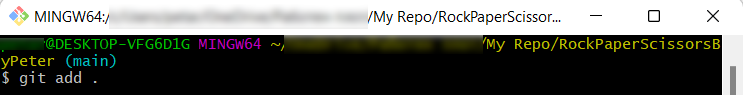 MINGW64:/ /My Repo/RockPaperScissor...
@DESKTOP-VFG6D1G MINGW64 ~/ /My Repo/RockPaperScissorsB
yPeter (main)
$ git add .